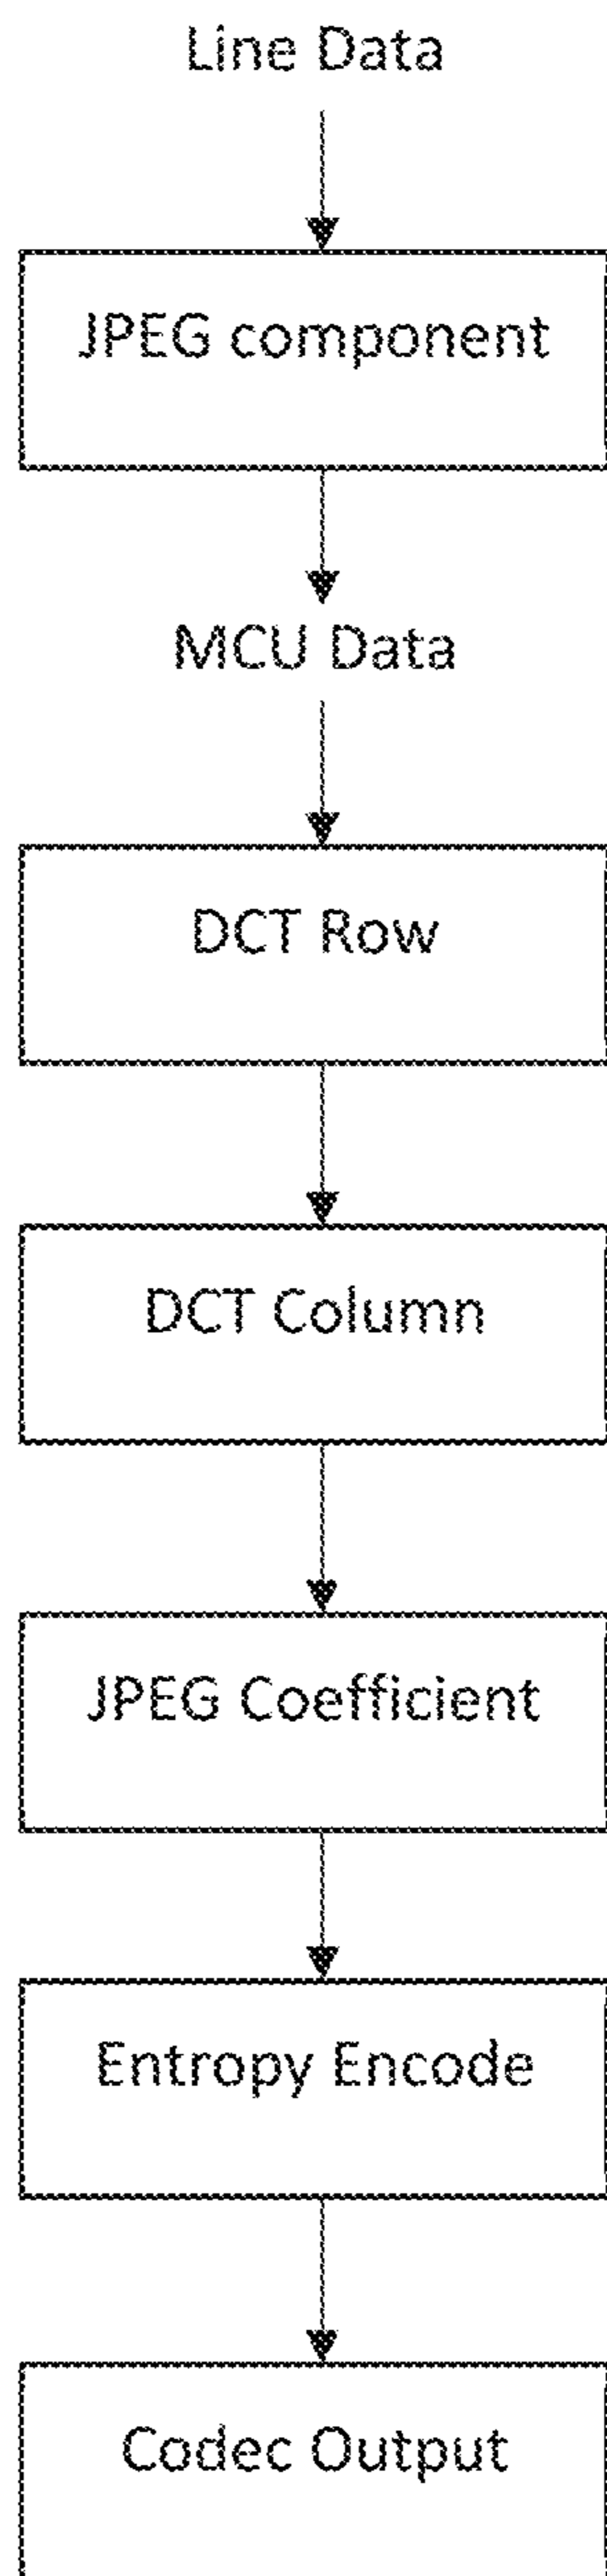 Line Data
JPEG component
MCU Data
DCT Row
DCT Column
JPEG Coefficient
Entropy Encode
Codec Output